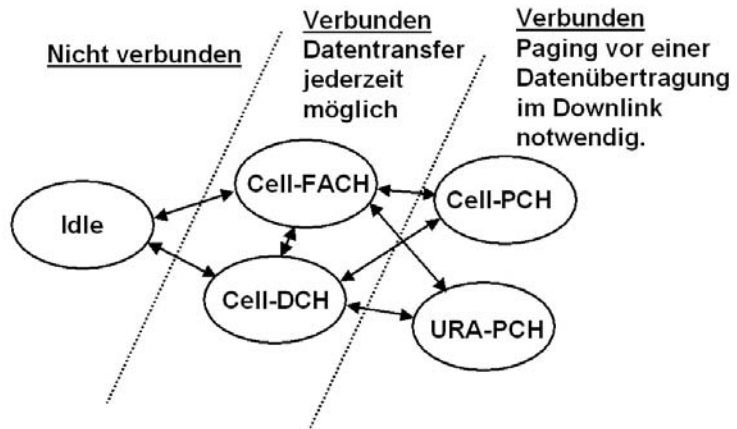 Nicht verbunden
Verbunden
Datentransfer
jederzeit
möglich
Verbunden
Paging vor einer
Datenübertragung
im Downlink
notwendig.
Idle
Cell-FACH
Cell-PCH
Cell-DCH
URA-PCH